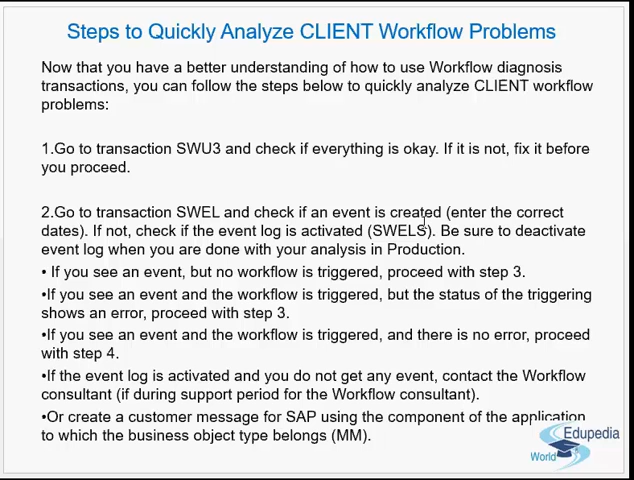 Steps to Quickly Analyze CLIENT Workflow Problems
Now that you have a better understanding of how to use Workflow diagnosis
transactions, you can follow the steps below to quickly analyze CLIENT workflow
problems:
1.Go to transaction SWU3 and check if everything is okay. If it is not, fix it before
you proceed.
2.Go to transaction SWEL and check if an event is created (enter the correct
dates). If not, check if the event log is activated (SWELS). Be sure to deactivate
event log when you are done with your analysis in Production.
• If you see an event, but no workflow is triggered, proceed with step 3.
•If you see an event and the workflow is triggered, but the status of the triggering
shows an error, proceed with step 3.
•If you see an event and the workflow is triggered, and there is no error, proceed
with step 4.
•If the event log is activated and you do not get any event, contact the Workflow
consultant (if during support period for the Workflow consultant).
•Or create a customer message for SAP using the component of the application
to which the business object type belongs (MM).
Edupedia
World